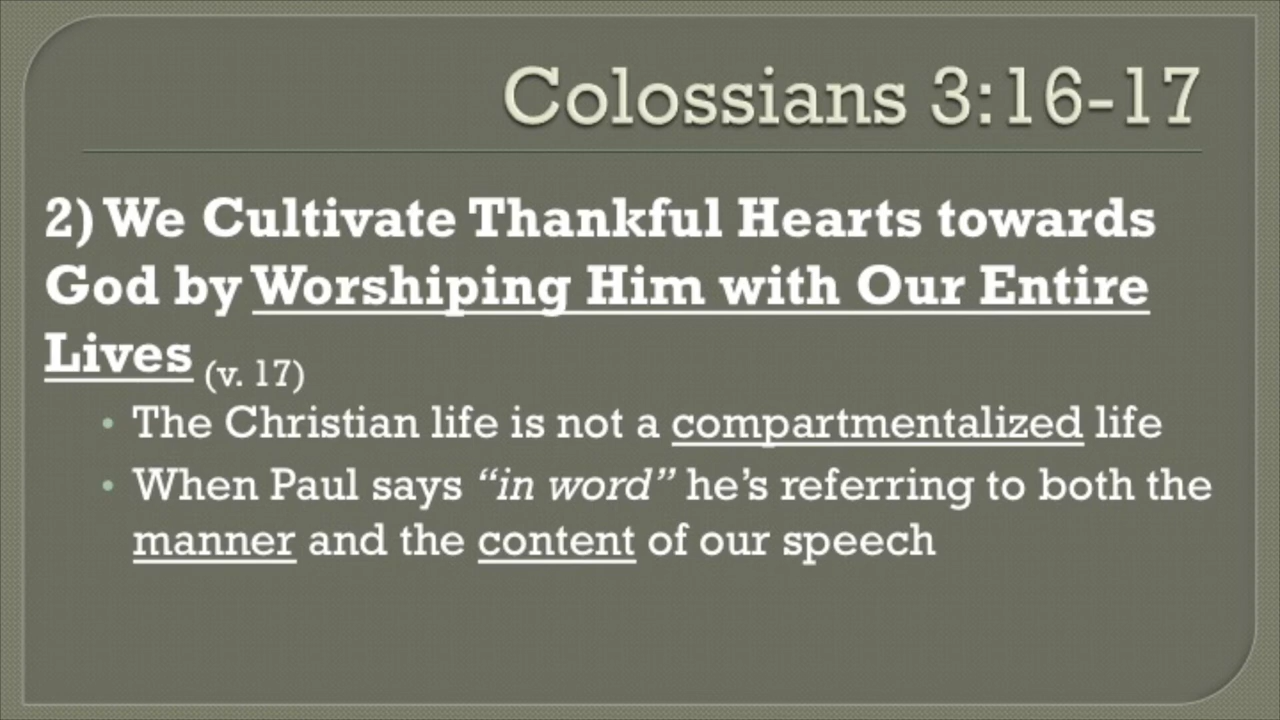 Colossians 3:16-17
2) We Cultivate Thankful Hearts towards
God by Worshiping Him with Our Entire
Lives (v. 17)
• The Christian life is not a compartmentalized life
• When Paul says “in word” he’s referring to both the
manner and the content of our speech